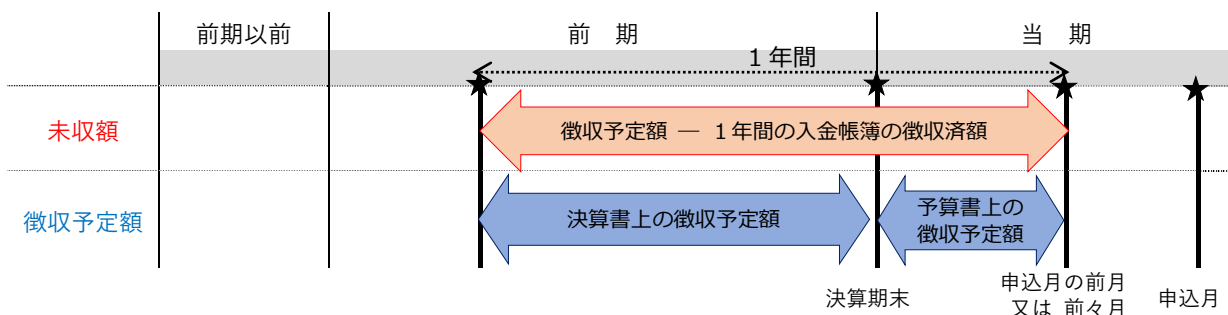 前期以前
前　期
当　期
1年間
未収額
徴収予定額 ― 1年間の入金帳簿の徴収済額
徴収予定額
決算書上の徴収予定額
予算書上の
徴収予定額
決算期末
申込月の前月
又は 前々月
申込月